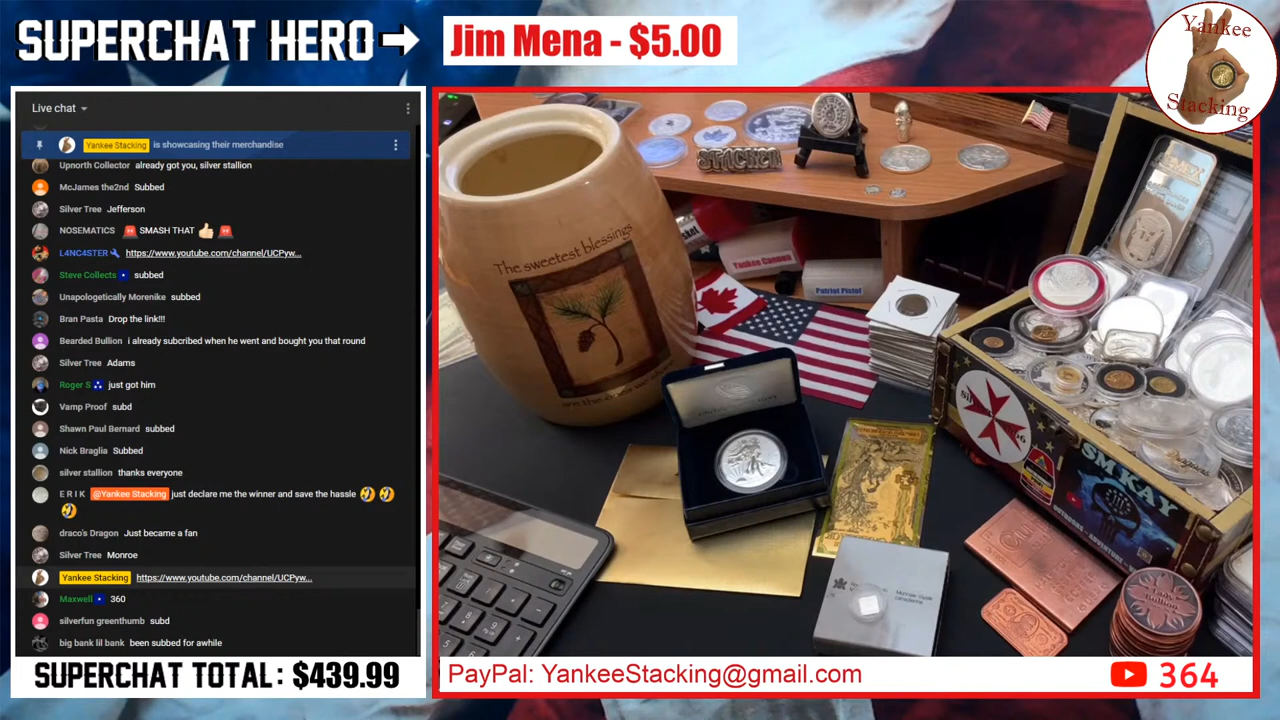 SUPERCHAT HERO
Jim Mena - $5.00
Yankee
Stacking
Live chat
Yankee Stacking is showcasing their merchandise
Upnorth Collector already got you, silver stallion
McJames the2nd Subbed
Silver Tree Jefferson
NOSEMATICS 🚨 SMASH THAT 👍 🚨
L4NC4STER https://www.youtube.com/channel/UCPyw...
Steve Collects subbed
Unapologetically Morenike subbed
Bran Pasta Drop the link!!!
Bearded Bullion i already subcribed when he went and bought you that round
Silver Tree Adams
Roger S just got him
Vamp Proof subd
Shawn Paul Bernard subbed
Nick Braglia Subbed
silver stallion thanks everyone
E R I K @Yankee Stacking just declare me the winner and save the hassle 🤣 🤣
🤣
draco's Dragon Just became a fan
Silver Tree Monroe
Yankee Stacking https://www.youtube.com/channel/UCPyw...
Maxwell 360
silverfun greenthumb subd
big bank lil bank been subbed for awhile
SUPERCHAT TOTAL: $439.99
STACKER
The sweetest blessings
Yankee Cannon
Patriot Pistol
SMKAY
PayPal: YankeeStacking@gmail.com
364